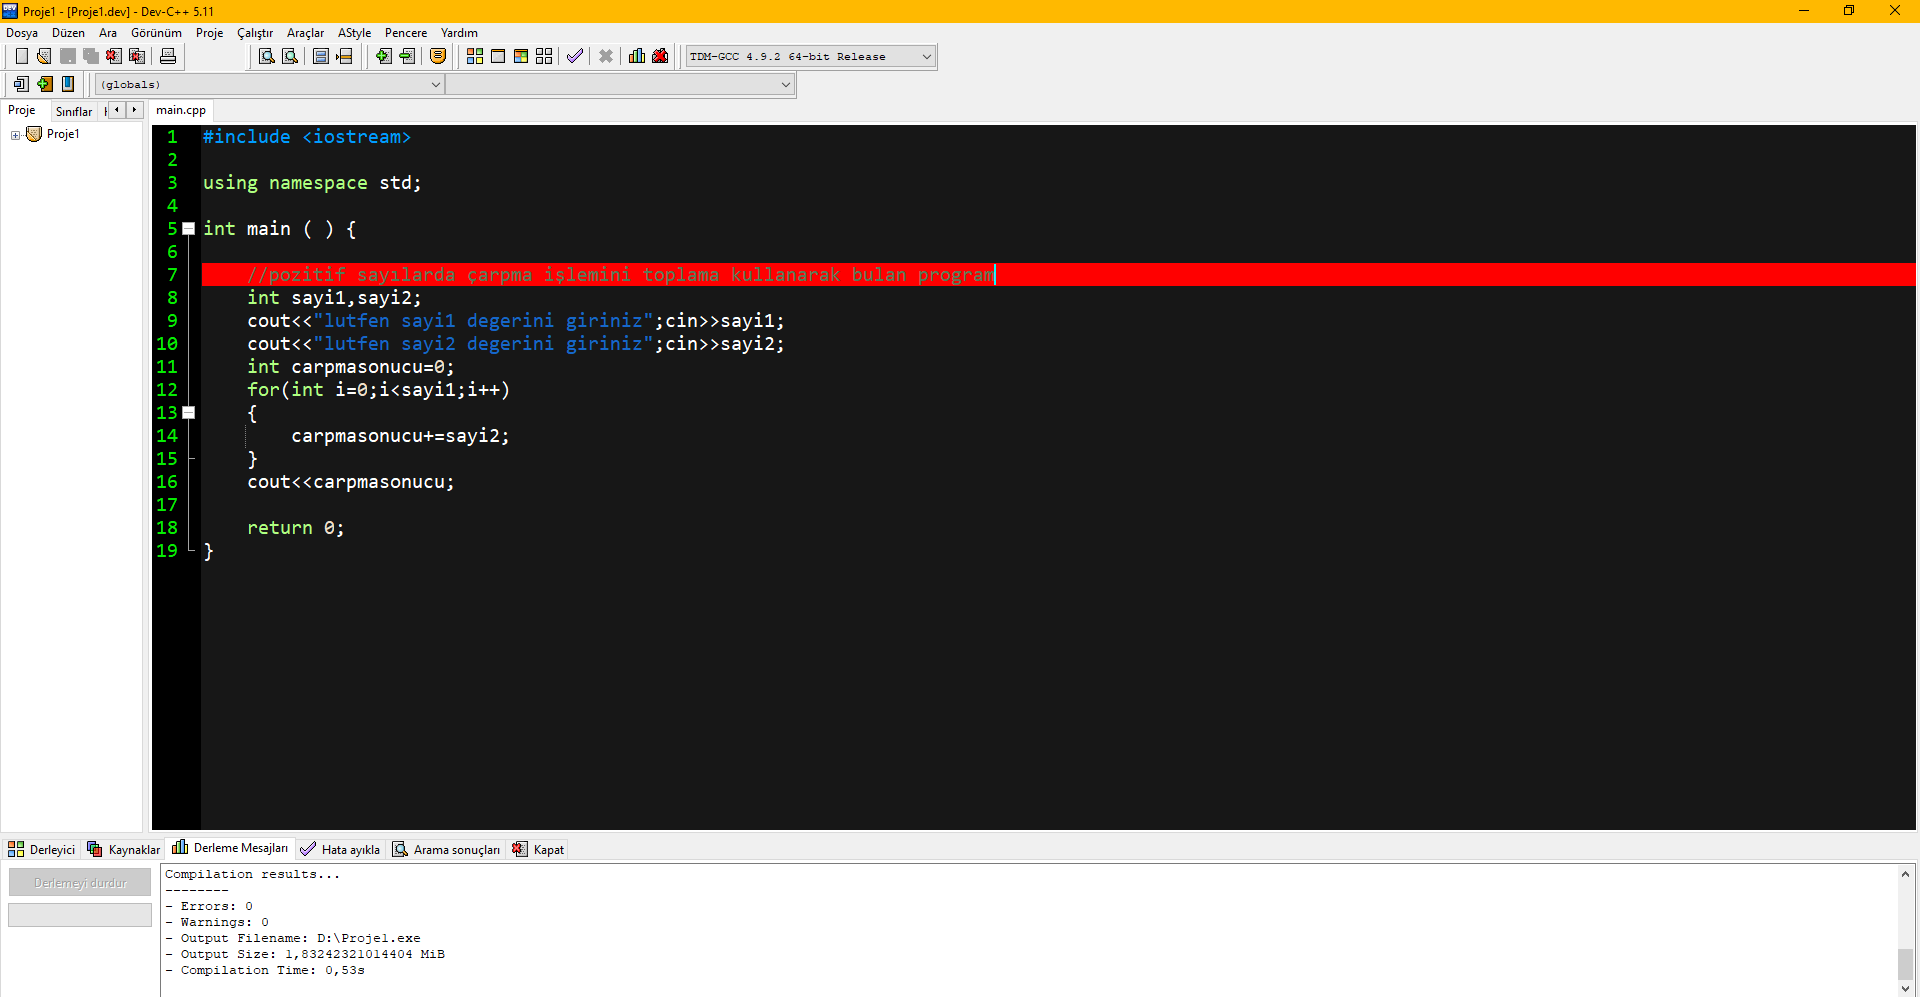 Proje1 - [Proje1.dev] - Dev-C++ 5.11
Dosya Düzen Ara Görünüm Proje Çalıştır Araçlar AStyle Pencere Yardım
TDM-GCC 4.9.2 64-bit Release
(globals)
Proje Sınıflar
main.cpp
Proje1
1 #include <iostream>
2
3 using namespace std;
4
5 int main ( ) {
6
7 //pozitif sayılarda çarpma işlemini toplama kullanarak bulan program
8 int sayi1,sayi2;
9 cout<<"lutfen sayi1 degerini giriniz";cin>>sayi1;
10 cout<<"lutfen sayi2 degerini giriniz";cin>>sayi2;
11 int carpmasonucu=0;
12 for(int i=0;i<sayi1;i++)
13 {
14 carpmasonucu+=sayi2;
15 }
16 cout<<carpmasonucu;
17
18 return 0;
19 }
Derleyici Kaynaklar Derleme Mesajları Hata ayıkla Arama sonuçları Kapat
Derlemeyi durdur
Compilation results...
--------
- Errors: 0
- Warnings: 0
- Output Filename: D:\Proje1.exe
- Output Size: 1,83242321014404 MiB
- Compilation Time: 0,53s